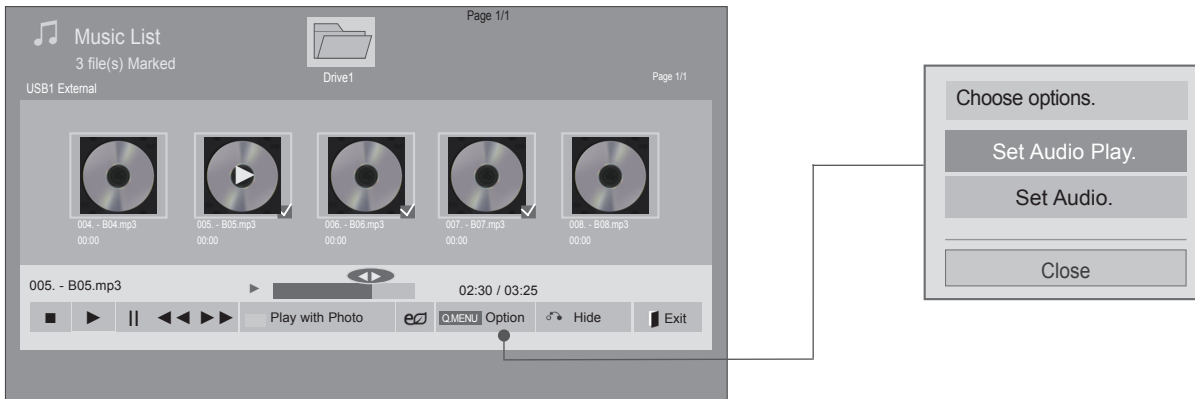 Page 1/1
Music List
3 file(s) Marked
Drive1
Page 1/1
USB1 External
004. - B04.mp3
00:00
005. - B05.mp3
00:00
006. - B06.mp3
00:00
007. - B07.mp3
00:00
008. - B08.mp3
00:00
005. - B05.mp3
02:30 / 03:25
Play with Photo
Q.MENU Option
Hide
Exit
Choose options.
Set Audio Play.
Set Audio.
Close